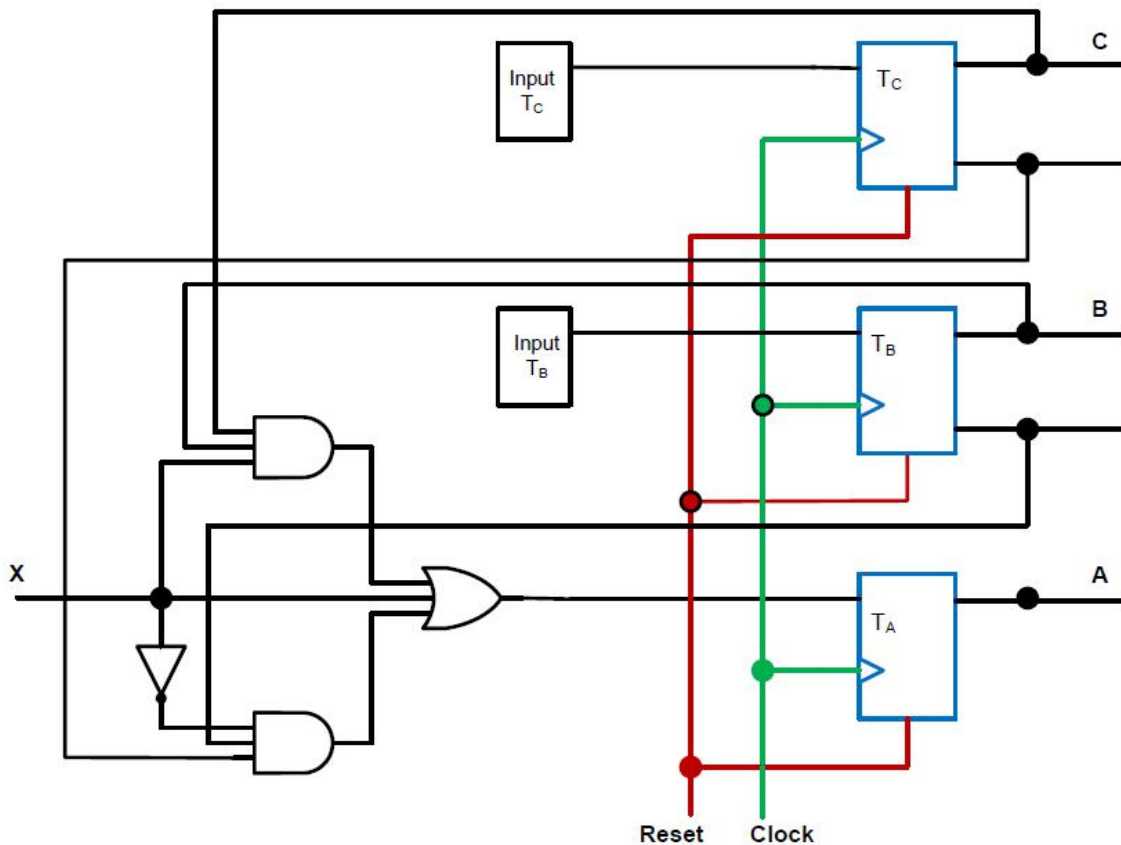 C
Input
T_C
T_C
B
Input
T_B
T_B
X
A
T_A
Reset
Clock